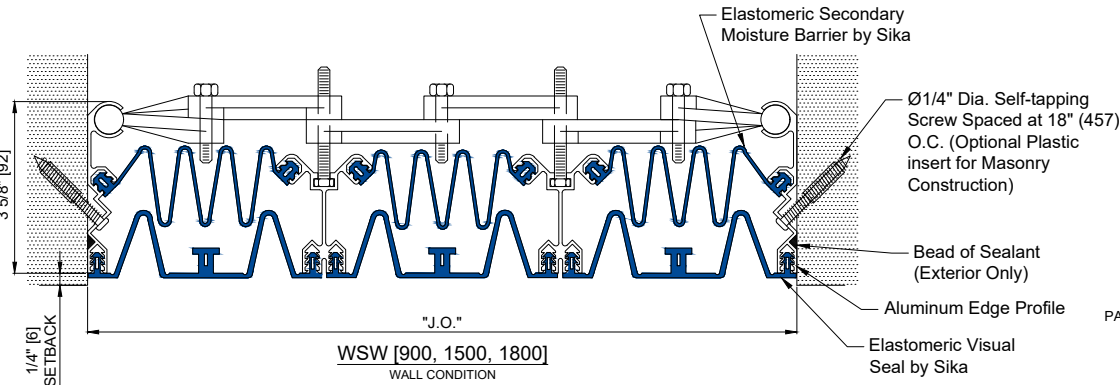 Elastomeric Secondary
Moisture Barrier by Sika
Ø1/4" Dia. Self-tapping
Screw Spaced at 18" (457)
O.C. (Optional Plastic
insert for Masonry
Construction)
3 5/8" [92]
Bead of Sealant
(Exterior Only)
Aluminum Edge Profile
PA
"J.O."
1/4" [6]
SETBACK
WSW [900, 1500, 1800]
WALL CONDITION
Elastomeric Visual
Seal by Sika